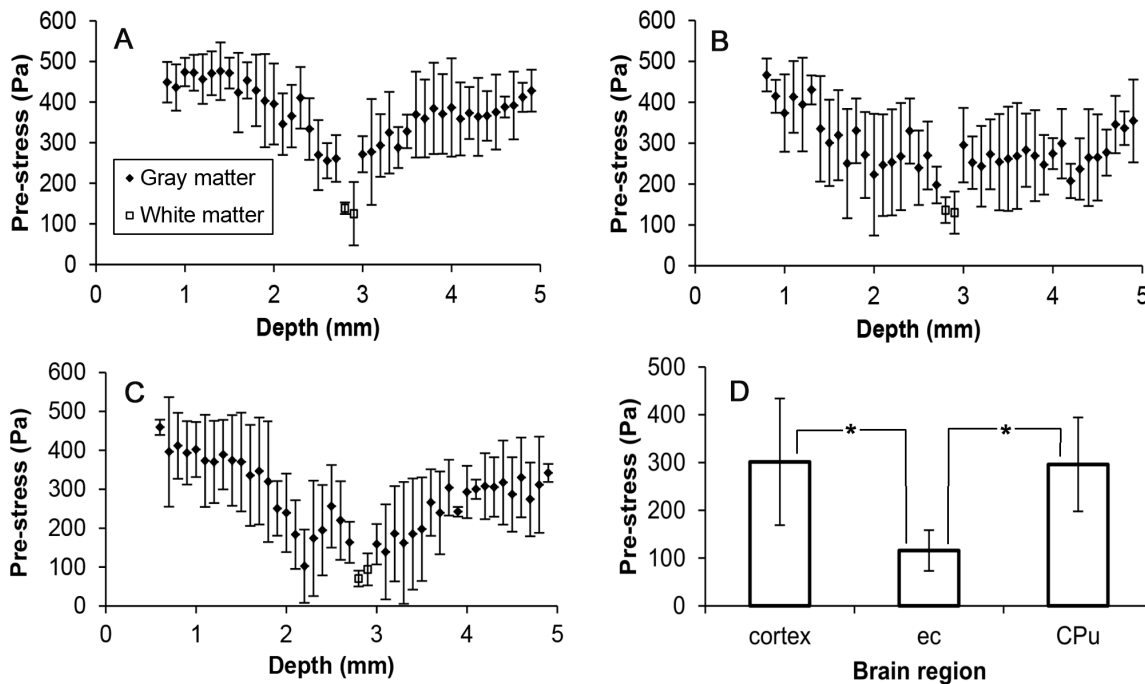 A
Pre-stress (Pa)
600
500
400
300
200
100
0
Gray matter
White matter
0 1 2 3 4 5
Depth (mm)
B
Pre-stress (Pa)
600
500
400
300
200
100
0
0 1 2 3 4 5
Depth (mm)
C
Pre-stress (Pa)
600
500
400
300
200
100
0
0 1 2 3 4 5
Depth (mm)
D
Pre-stress (Pa)
500
400
300
200
100
0
* *
cortex ec CPu
Brain region